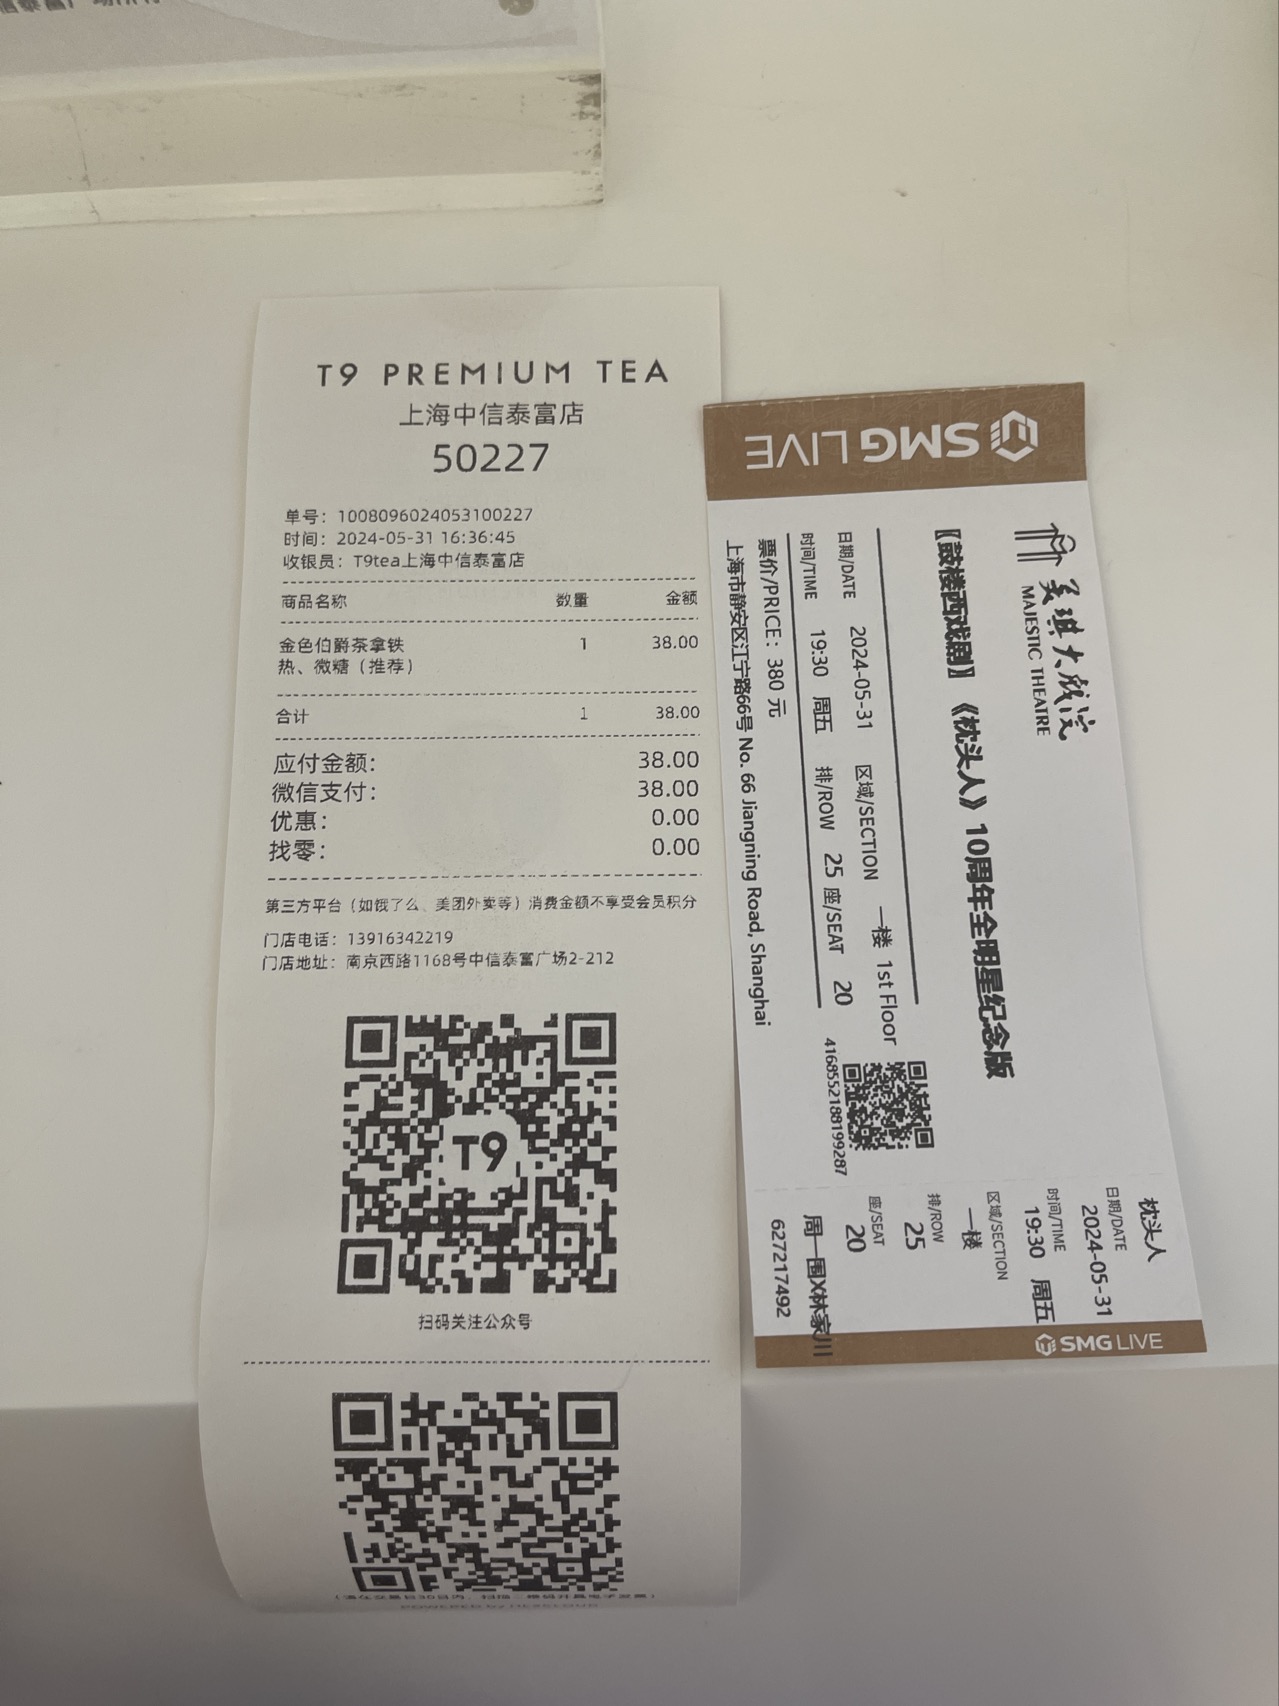 T9 PREMIUM TEA
上海中信泰富店
50227
单号：1008096024053100227
时间：2024-05-31 16:36:45
收银员：T9tea上海中信泰富店
商品名称 数量 金额
金色伯爵茶拿铁 1 38.00
热、微糖（推荐）
合计 1 38.00
应付金额： 38.00
微信支付： 38.00
优惠： 0.00
找零： 0.00
第三方平台（如饿了么、美团外卖等）消费金额不享受会员积分
门店电话：13916342219
门店地址：南京西路1168号中信泰富广场2-212
T9
扫码关注公众号
SMG LIVE
美琪大戏院
MAJESTIC THEATRE
【鼓楼西戏剧】《枕头人》10周年全明星纪念版
日期/DATE 2024-05-31 区域/SECTION 一楼 1st Floor
时间/TIME 19:30 周五 排/ROW 25 座/SEAT 20
票价/PRICE：380 元
上海市静安区江宁路66号 No. 66 Jiangning Road, Shanghai
416855218819​9287
枕头人
日期/DATE
2024-05-31
时间/TIME
19:30 周五
区域/SECTION
一楼
排/ROW
25
座/SEAT
20
周一围X林家川
627217492
SMG LIVE